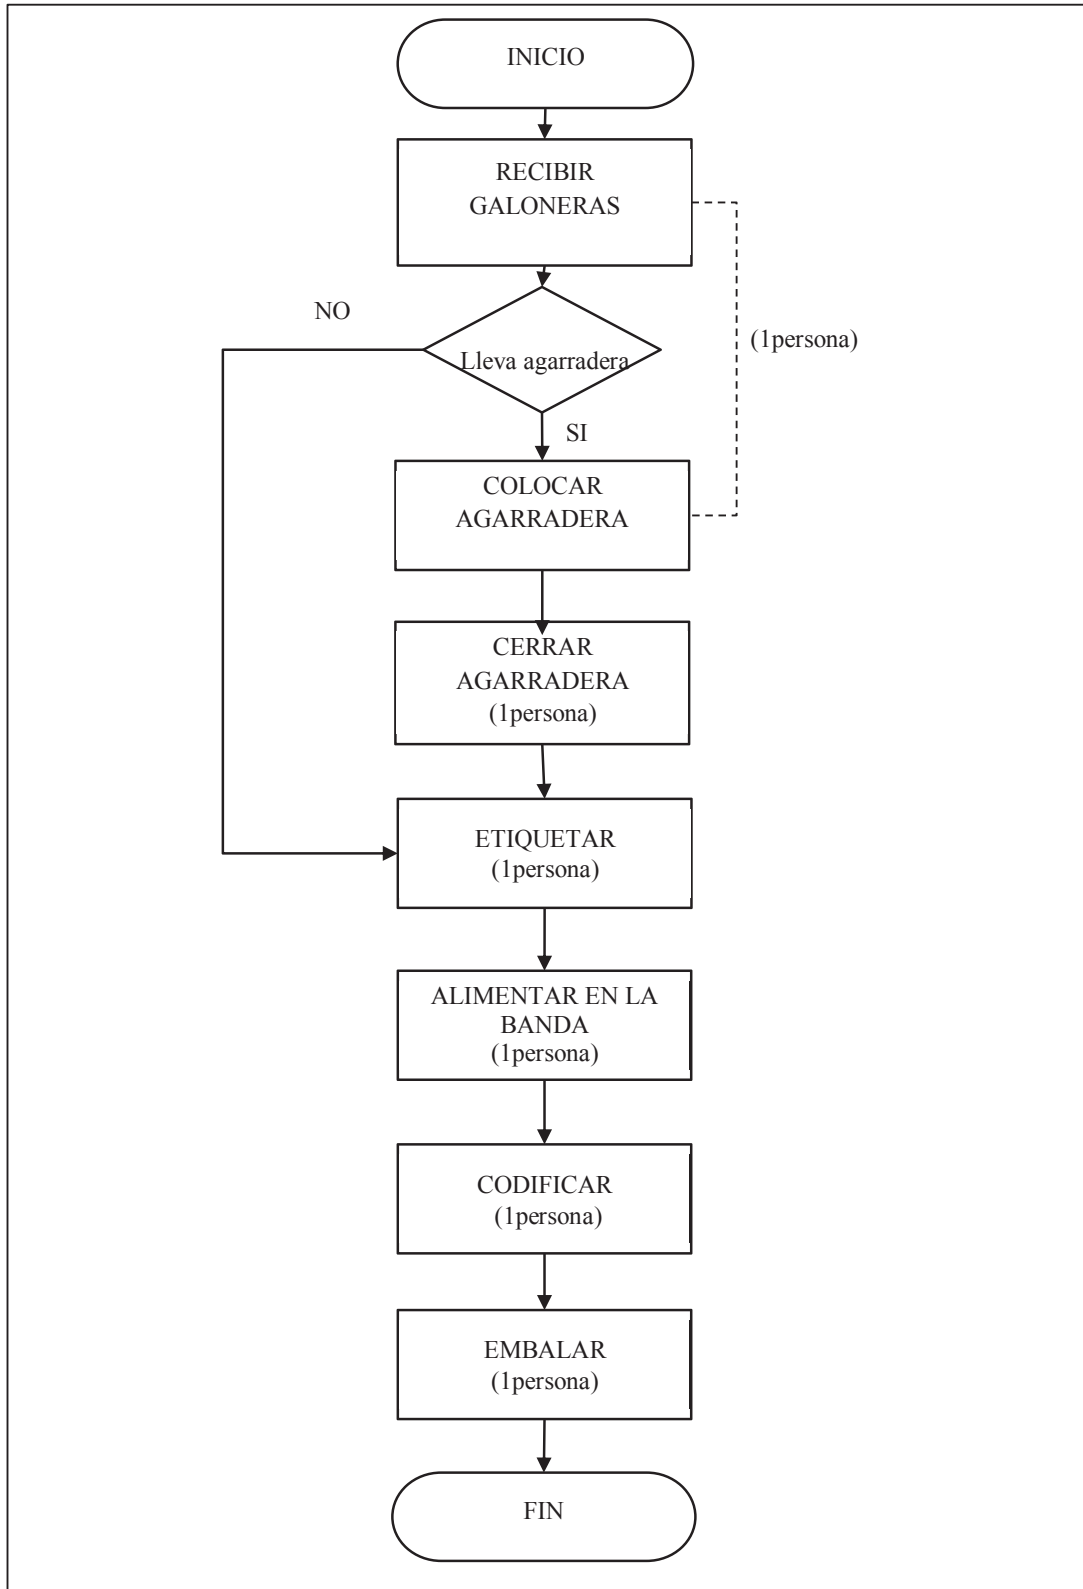 INICIO
RECIBIR
GALONERAS
NO
(1persona)
Lleva agarradera
SI
COLOCAR
AGARRADERA
CERRAR
AGARRADERA
(1persona)
ETIQUETAR
(1persona)
ALIMENTAR EN LA
BANDA
(1persona)
CODIFICAR
(1persona)
EMBALAR
(1persona)
FIN